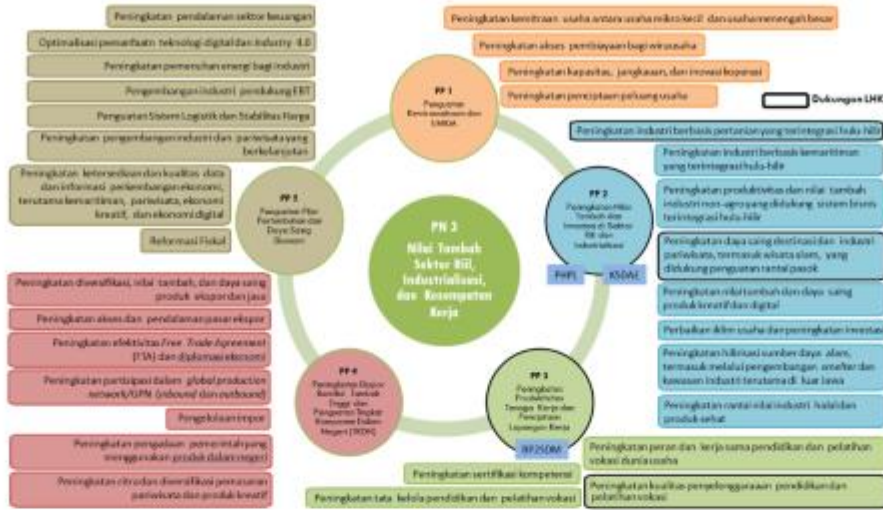 Peningkatan pendalaman sektor keuangan
Optimalisasi pemanfaatn teknologi digital dan industry 4.0
Peningkatan pemenuhan energi bagi industri
Pengembangan industri pendukung EBT
Penguatan Sistem Logistik dan Stabilitas Harga
Peningkatan pengembangan industri dan pariwisata yang
berkelanjutan
Peningkatan ketersediaan dan kualitas data
dan informasi perkembangan ekonomi,
terutama kemaritiman, pariwisata, ekonomi
kreatif, dan ekonomi digital
Reformasi Fiskal
PP 5
Penguatan Pilar
Pertumbuhan dan
Daya Saing
Ekonomi
PP 1
Penguatan
Kewirausahaan dan
UMKM
Peningkatan kemitraan usaha antara usaha mikro kecil dan usaha menengah besar
Peningkatan akses pembiayaan bagi wirausaha
Peningkatan kapasitas, jangkauan, dan inovasi koperasi
Peningkatan penciptaan peluang usaha
Dukungan LHK
Peningkatan industri berbasis pertanian yang terintegrasi hulu hilir
Peningkatan industri berbasis kemaritiman
yang terintegrasi hulu-hilir
Peningkatan produktivitas dan nilai tambah
industri non-agro yang didukung sistem bisnis
terintegrasi hulu-hilir
Peningkatan daya saing destinasi dan industri
pariwisata, termasuk wisata alam, yang
didukung penguatan rantai pasok
Peningkatan nilai tambah dan daya saing
produk kreatif dan digital
Perbaikan iklim usaha dan peningkatan investasi
Peningkatan hilirisasi sumber daya alam,
termasuk melalui pengembangan smelter dan
kawasan industri terutama di luar Jawa
Peningkatan rantai nilai industri halal dan
produk sehat
PP 2
Peningkatan Nilai
Tambah dan
Investasi di Sektor
Riil dan
Industrialisasi
PHPL
KSDAE
PN 3
Nilai Tambah
Sektor Riil,
Industrialisasi,
dan Kesempatan
Kerja
Peningkatan diversifikasi, nilai tambah, dan daya saing
produk ekspor dan jasa
Peningkatan akses dan pendalaman pasar ekspor
Peningkatan efektivitas Free Trade Agreement
(FTA) dan diplomasi ekonomi
Peningkatan partisipasi dalam global production
network/GPN (inbound dan outbound)
Pengelolaan impor
Peningkatan pengadaan pemerintah yang
menggunakan produk dalam negeri
Peningkatan citra dan diversifikasi pemasaran
pariwisata dan produk kreatif
PP 4
Peningkatan Ekspor
Bernilai Tambah
Tinggi dan
Penguatan Tingkat
Komponen Dalam
Negeri (TKDN)
PP 3
Peningkatan
Produktivitas
Tenaga Kerja dan
Penciptaan
Lapangan Kerja
BP2SDM
Peningkatan sertifikasi kompetensi
Peningkatan tata kelola pendidikan dan pelatihan vokasi
Peningkatan peran dan kerja sama pendidikan dan pelatihan
vokasi dunia usaha
Peningkatan kualitas penyelenggaraan pendidikan dan
pelatihan vokasi